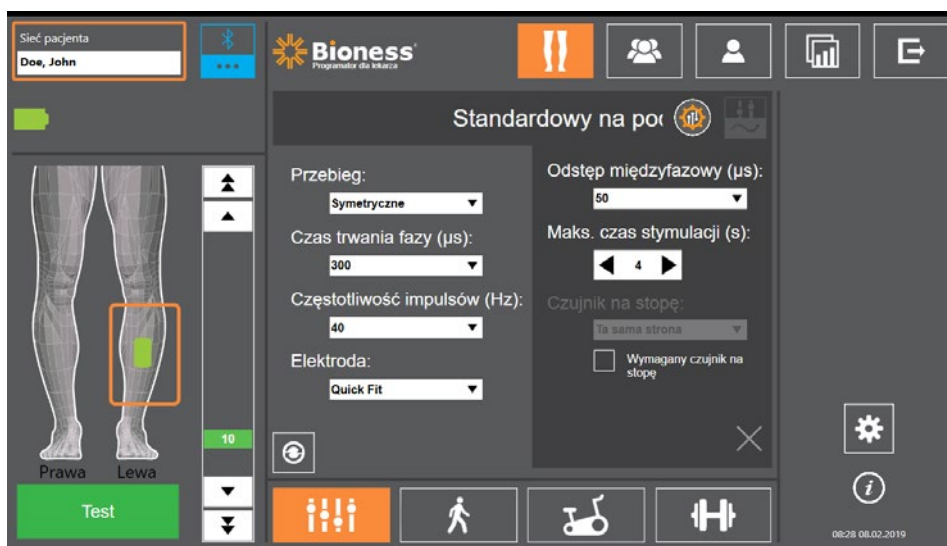 Sieć pacjenta
Doe, John
Bioness
Programator dla lekarza
Standardowy na poc
Przebieg:
Symetryczne
Czas trwania fazy (µs):
300
Częstotliwość impulsów (Hz):
40
Elektroda:
Quick Fit
Odstęp międzyfazowy (µs):
50
Maks. czas stymulacji (s):
4
Czujnik na stopę:
Ta sama strona
Wymagany czujnik na
stopę
10
Prawa Lewa
Test
08:28 08.02.2019